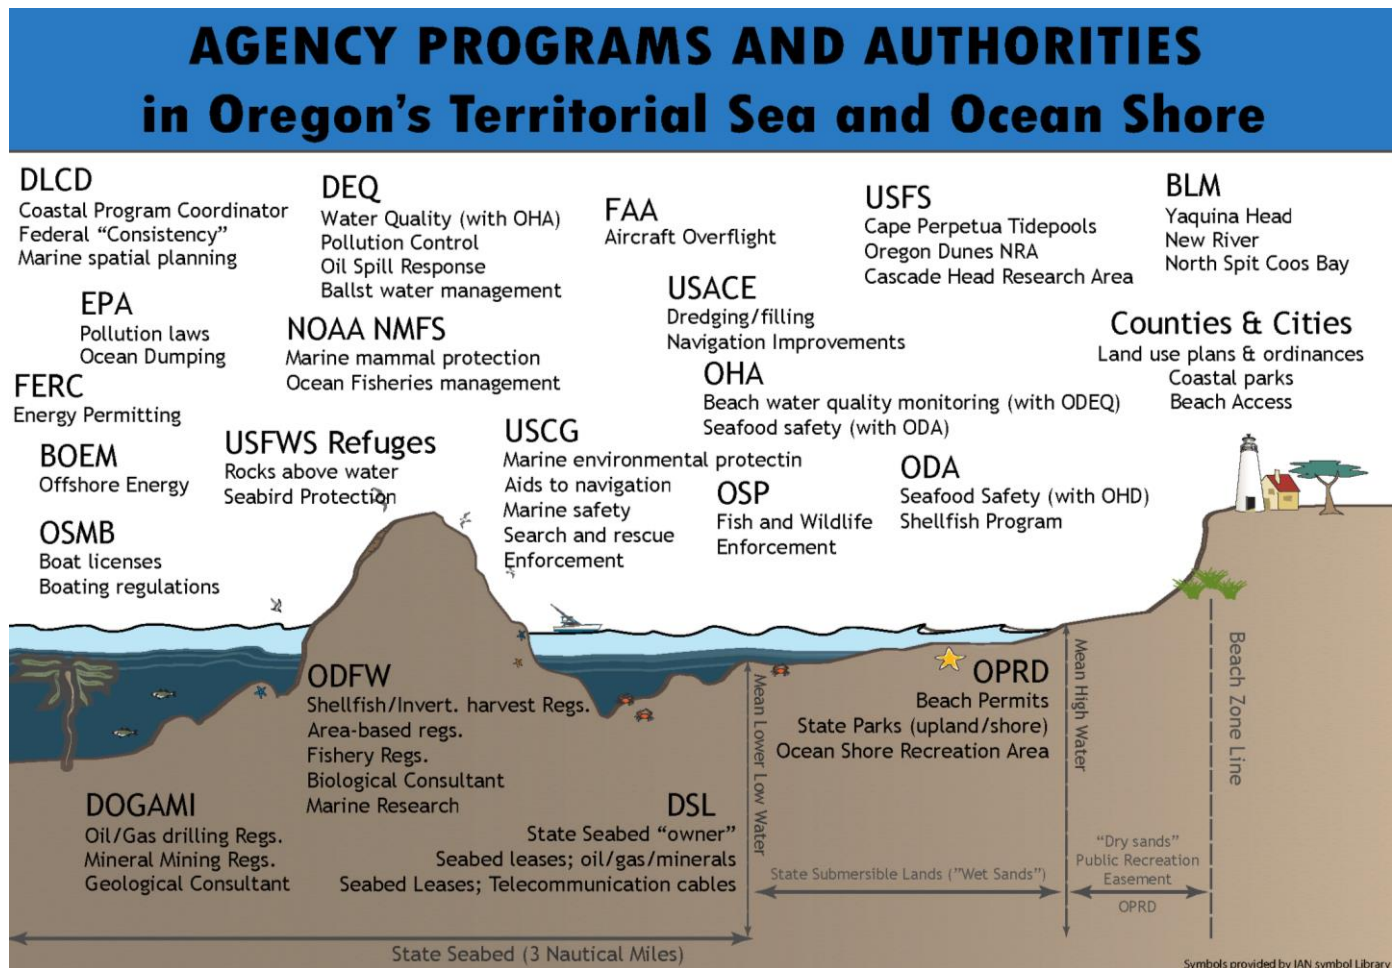 AGENCY PROGRAMS AND AUTHORITIES
in Oregon's Territorial Sea and Ocean Shore
DLCD
Coastal Program Coordinator
Federal “Consistency”
Marine spatial planning
DEQ
Water Quality (with OHA)
Pollution Control
Oil Spill Response
Ballst water management
FAA
Aircraft Overflight
USFS
Cape Perpetua Tidepools
Oregon Dunes NRA
Cascade Head Research Area
BLM
Yaquina Head
New River
North Spit Coos Bay
EPA
Pollution laws
Ocean Dumping
NOAA NMFS
Marine mammal protection
Ocean Fisheries management
USACE
Dredging/filling
Navigation Improvements
Counties & Cities
Land use plans & ordinances
Coastal parks
Beach Access
FERC
Energy Permitting
OHA
Beach water quality monitoring (with ODEQ)
Seafood safety (with ODA)
BOEM
Offshore Energy
USFWS Refuges
Rocks above water
Seabird Protection
USCG
Marine environmental protectin
Aids to navigation
Marine safety
Search and rescue
Enforcement
OSP
Fish and Wildlife
Enforcement
ODA
Seafood Safety (with OHD)
Shellfish Program
OSMB
Boat licenses
Boating regulations
ODFW
Shellfish/Invert. harvest Regs.
Area-based regs.
Fishery Regs.
Biological Consultant
Marine Research
OPRD
Beach Permits
State Parks (upland/shore)
Ocean Shore Recreation Area
DOGAMI
Oil/Gas drilling Regs.
Mineral Mining Regs.
Geological Consultant
DSL
State Seabed “owner”
Seabed leases; oil/gas/minerals
Seabed Leases; Telecommunication cables
Mean Lower Low Water
Mean High Water
Beach Zone Line
State Submersible Lands (”Wet Sands”)
“Dry sands”
Public Recreation
Easement
OPRD
State Seabed (3 Nautical Miles)
Symbols provided by IAN symbol Library